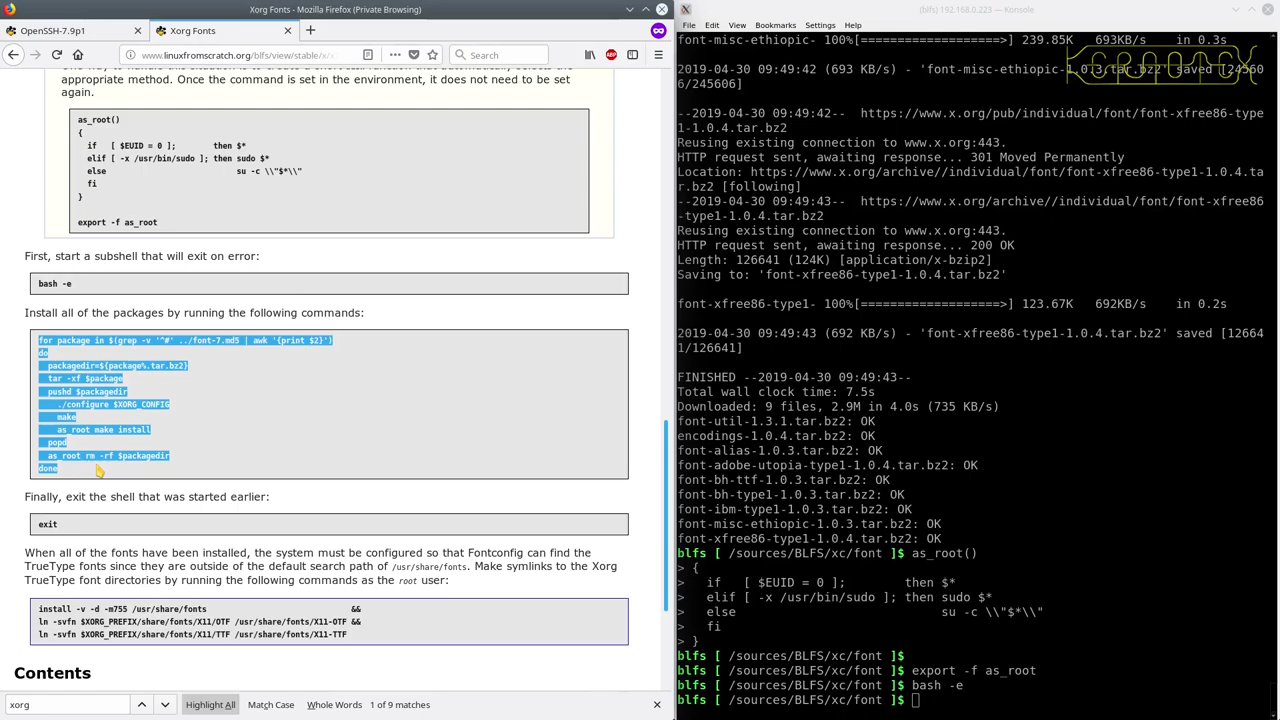 Xorg Fonts - Mozilla Firefox (Private Browsing)
OpenSSH-7.9p1
Xorg Fonts
www.linuxfromscratch.org/blfs/view/stable/x
Search
appropriate method. Once the command is set in the environment, it does not need to be set
again.
as_root()
{
if [ $EUID = 0 ]; then $*
elif [ -x /usr/bin/sudo ]; then sudo $*
else su -c \\"$*\\"
fi
}
export -f as_root
First, start a subshell that will exit on error:
bash -e
Install all of the packages by running the following commands:
for package in $(grep -v '^#' ../font-7.md5 | awk '{print $2}')
do
packagedir=${package%.tar.bz2}
tar -xf $package
pushd $packagedir
./configure $XORG_CONFIG
make
as_root make install
popd
as_root rm -rf $packagedir
done
Finally, exit the shell that was started earlier:
exit
When all of the fonts have been installed, the system must be configured so that Fontconfig can find the
TrueType fonts since they are outside of the default search path of /usr/share/fonts. Make symlinks to the Xorg
TrueType font directories by running the following commands as the root user:
install -v -d -m755 /usr/share/fonts &&
ln -svfn $XORG_PREFIX/share/fonts/X11/OTF /usr/share/fonts/X11-OTF &&
ln -svfn $XORG_PREFIX/share/fonts/X11/TTF /usr/share/fonts/X11-TTF
Contents
xorg
Highlight All
Match Case
Whole Words
1 of 9 matches
(blfs) 192.168.0.223 — Konsole
File Edit View Bookmarks Settings Help
font-misc-ethiopic- 100%[===================>] 239.85K 693KB/s in 0.3s
KEROOTEX
2019-04-30 09:49:42 (693 KB/s) - 'font-misc-ethiopic-1.0.3.tar.bz2' saved [24560
6/245606]
--2019-04-30 09:49:42-- https://www.x.org/pub/individual/font/font-xfree86-type
1-1.0.4.tar.bz2
Reusing existing connection to www.x.org:443.
HTTP request sent, awaiting response... 301 Moved Permanently
Location: https://www.x.org/archive//individual/font/font-xfree86-type1-1.0.4.ta
r.bz2 [following]
--2019-04-30 09:49:43-- https://www.x.org/archive//individual/font/font-xfree86
-type1-1.0.4.tar.bz2
Reusing existing connection to www.x.org:443.
HTTP request sent, awaiting response... 200 OK
Length: 126641 (124K) [application/x-bzip2]
Saving to: 'font-xfree86-type1-1.0.4.tar.bz2'
font-xfree86-type1- 100%[===================>] 123.67K 692KB/s in 0.2s
2019-04-30 09:49:43 (692 KB/s) - 'font-xfree86-type1-1.0.4.tar.bz2' saved [12664
1/126641]
FINISHED --2019-04-30 09:49:43--
Total wall clock time: 7.5s
Downloaded: 9 files, 2.9M in 4.0s (735 KB/s)
font-util-1.3.1.tar.bz2: OK
encodings-1.0.4.tar.bz2: OK
font-alias-1.0.3.tar.bz2: OK
font-adobe-utopia-type1-1.0.4.tar.bz2: OK
font-bh-ttf-1.0.3.tar.bz2: OK
font-bh-type1-1.0.3.tar.bz2: OK
font-ibm-type1-1.0.3.tar.bz2: OK
font-misc-ethiopic-1.0.3.tar.bz2: OK
font-xfree86-type1-1.0.4.tar.bz2: OK
blfs [ /sources/BLFS/xc/font ]$ as_root()
> {
> if [ $EUID = 0 ]; then $*
> elif [ -x /usr/bin/sudo ]; then sudo $*
> else su -c \\"$*\\"
> fi
> }
blfs [ /sources/BLFS/xc/font ]$
blfs [ /sources/BLFS/xc/font ]$ export -f as_root
blfs [ /sources/BLFS/xc/font ]$ bash -e
blfs [ /sources/BLFS/xc/font ]$